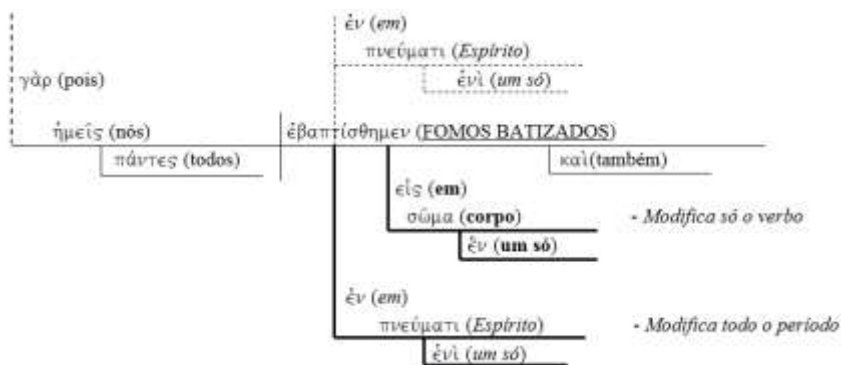 ἐν (em)
πνεύματι (Espírito)
ἑνὶ (um só)
γὰρ (pois)
ἡμεῖς (nós) ἐβαπτίσθημεν (FOMOS BATIZADOS)
πάντες (todos) καὶ(também)
εἰς (em)
σῶμα (corpo) - Modifica só o verbo
ἓν (um só)
ἐν (em)
πνεύματι (Espírito) - Modifica todo o período
ἑνὶ (um só)